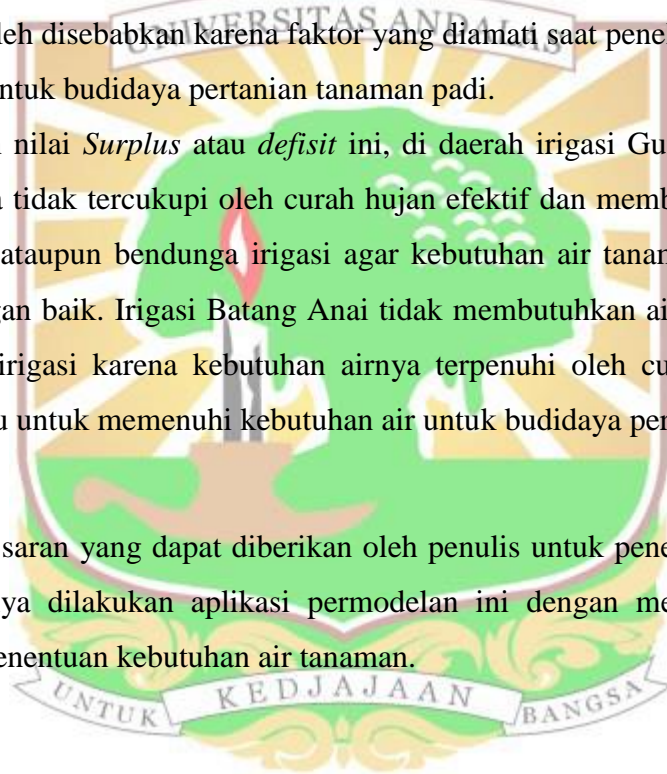 UNIVERSITAS ANDALAS
leh disebabkan karena faktor yang diamati saat pene
ntuk budidaya pertanian tanaman padi.
nilai Surplus atau defisit ini, di daerah irigasi Gu
tidak tercukupi oleh curah hujan efektif dan memb
ataupun bendunga irigasi agar kebutuhan air tanam
gan baik. Irigasi Batang Anai tidak membutuhkan ai
irigasi karena kebutuhan airnya terpenuhi oleh cu
u untuk memenuhi kebutuhan air untuk budidaya per
saran yang dapat diberikan oleh penulis untuk pene
ya dilakukan aplikasi permodelan ini dengan me
enentuan kebutuhan air tanaman.
UNTUK KEDJAJAAN BANGSA